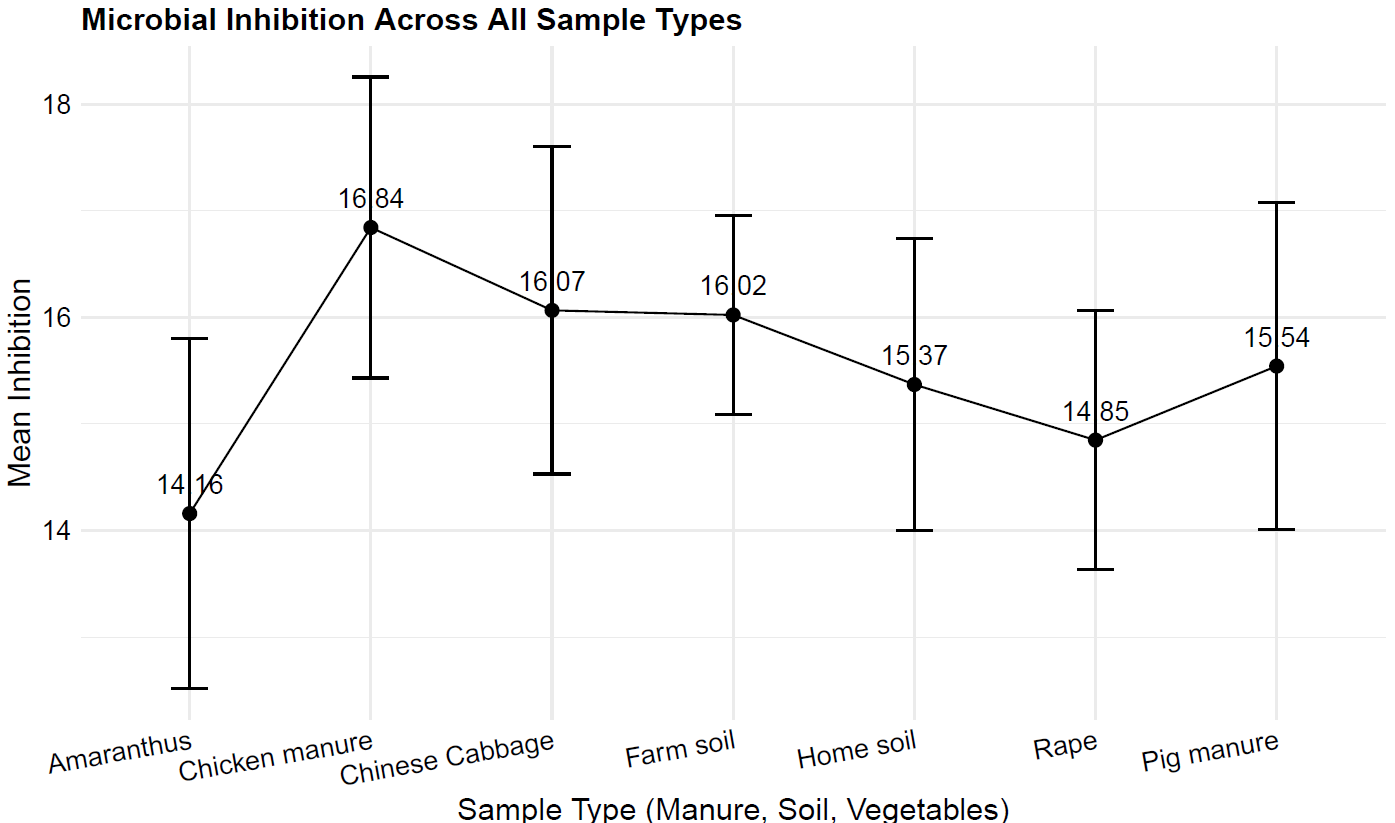 Microbial Inhibition Across All Sample Types
Mean Inhibition
18
16
14
14.16
16.84
16.07
16.02
15.37
14.85
15.54
Amaranthus
Chicken manure
Chinese Cabbage
Farm soil
Home soil
Rape
Pig manure
Sample Type (Manure, Soil, Vegetables)